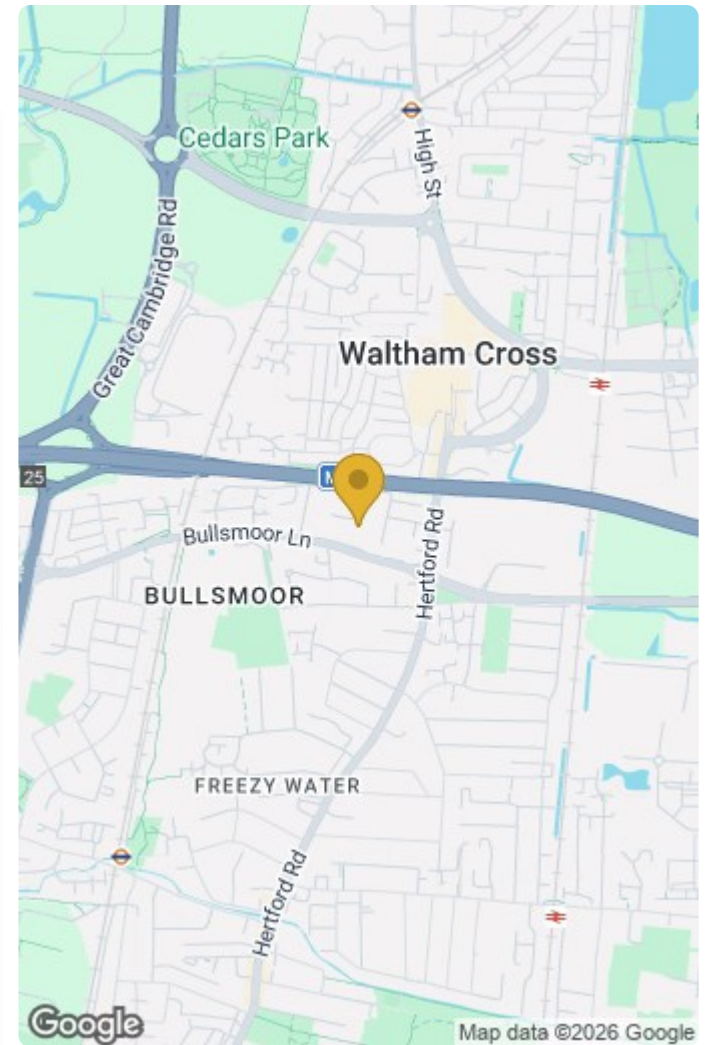 Cedars Park
High St
Great Cambridge Rd
Waltham Cross
25
M
Bullsmoor Ln
Hertford Rd
BULLSMOOR
FREEZY WATER
Hertford Rd
Google
Map data ©2026 Google